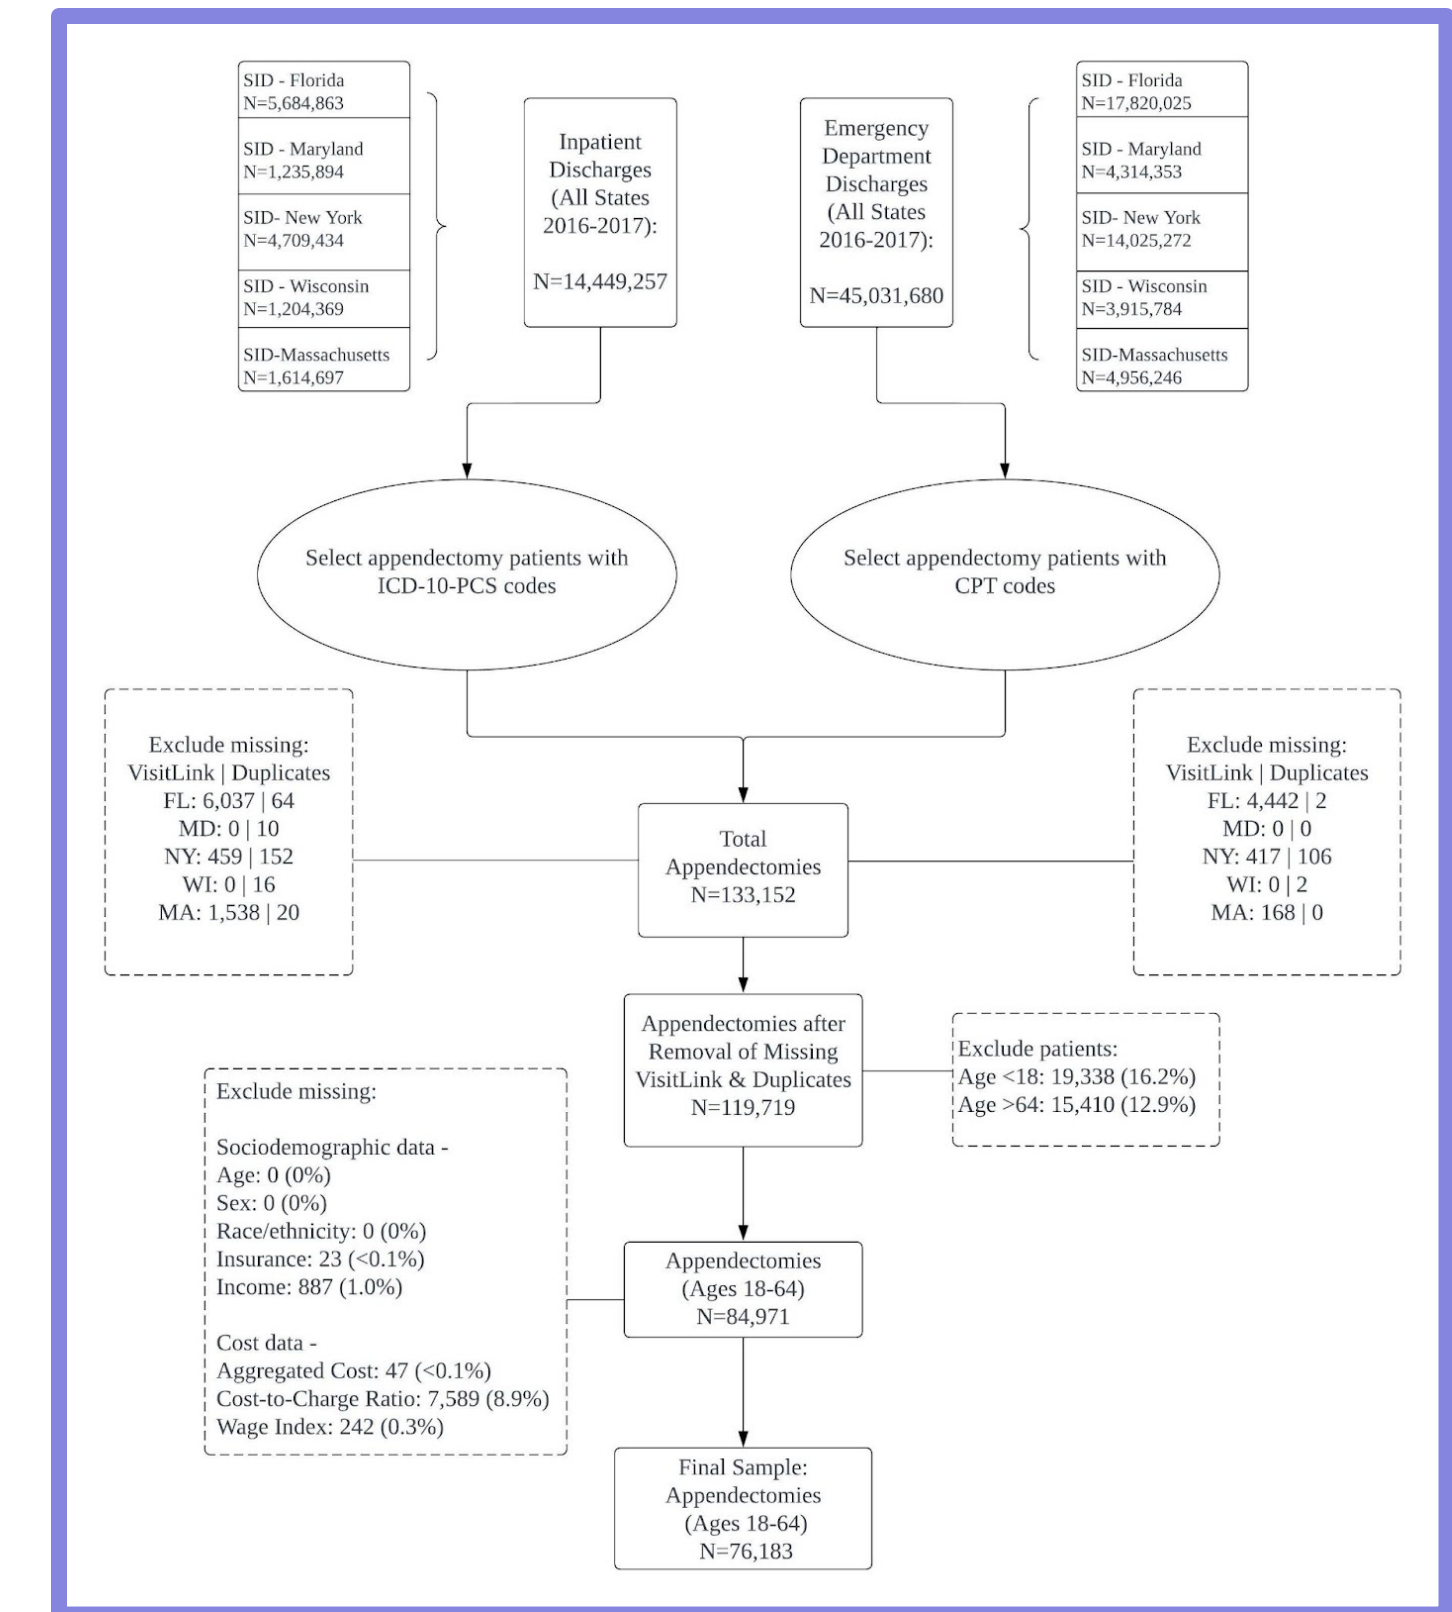 SID - Florida
N=5,684,863
SID - Maryland
N=1,235,894
SID- New York
N=4,709,434
SID - Wisconsin
N=1,204,369
SID-Massachusetts
N=1,614,697
Inpatient
Discharges
(All States
2016-2017):
N=14,449,257
Emergency
Department
Discharges
(All States
2016-2017):
N=45,031,680
SID - Florida
N=17,820,025
SID - Maryland
N=4,314,353
SID- New York
N=14,025,272
SID - Wisconsin
N=3,915,784
SID-Massachusetts
N=4,956,246
Select appendectomy patients with
ICD-10-PCS codes
Select appendectomy patients with
CPT codes
Exclude missing:
VisitLink | Duplicates
FL: 6,037 | 64
MD: 0 | 10
NY: 459 | 152
WI: 0 | 16
MA: 1,538 | 20
Total
Appendectomies
N=133,152
Exclude missing:
VisitLink | Duplicates
FL: 4,442 | 2
MD: 0 | 0
NY: 417 | 106
WI: 0 | 2
MA: 168 | 0
Appendectomies after
Removal of Missing
VisitLink & Duplicates
N=119,719
Exclude patients:
Age <18: 19,338 (16.2%)
Age >64: 15,410 (12.9%)
Exclude missing:
Sociodemographic data -
Age: 0 (0%)
Sex: 0 (0%)
Race/ethnicity: 0 (0%)
Insurance: 23 (<0.1%)
Income: 887 (1.0%)
Cost data -
Aggregated Cost: 47 (<0.1%)
Cost-to-Charge Ratio: 7,589 (8.9%)
Wage Index: 242 (0.3%)
Appendectomies
(Ages 18-64)
N=84,971
Final Sample:
Appendectomies
(Ages 18-64)
N=76,183